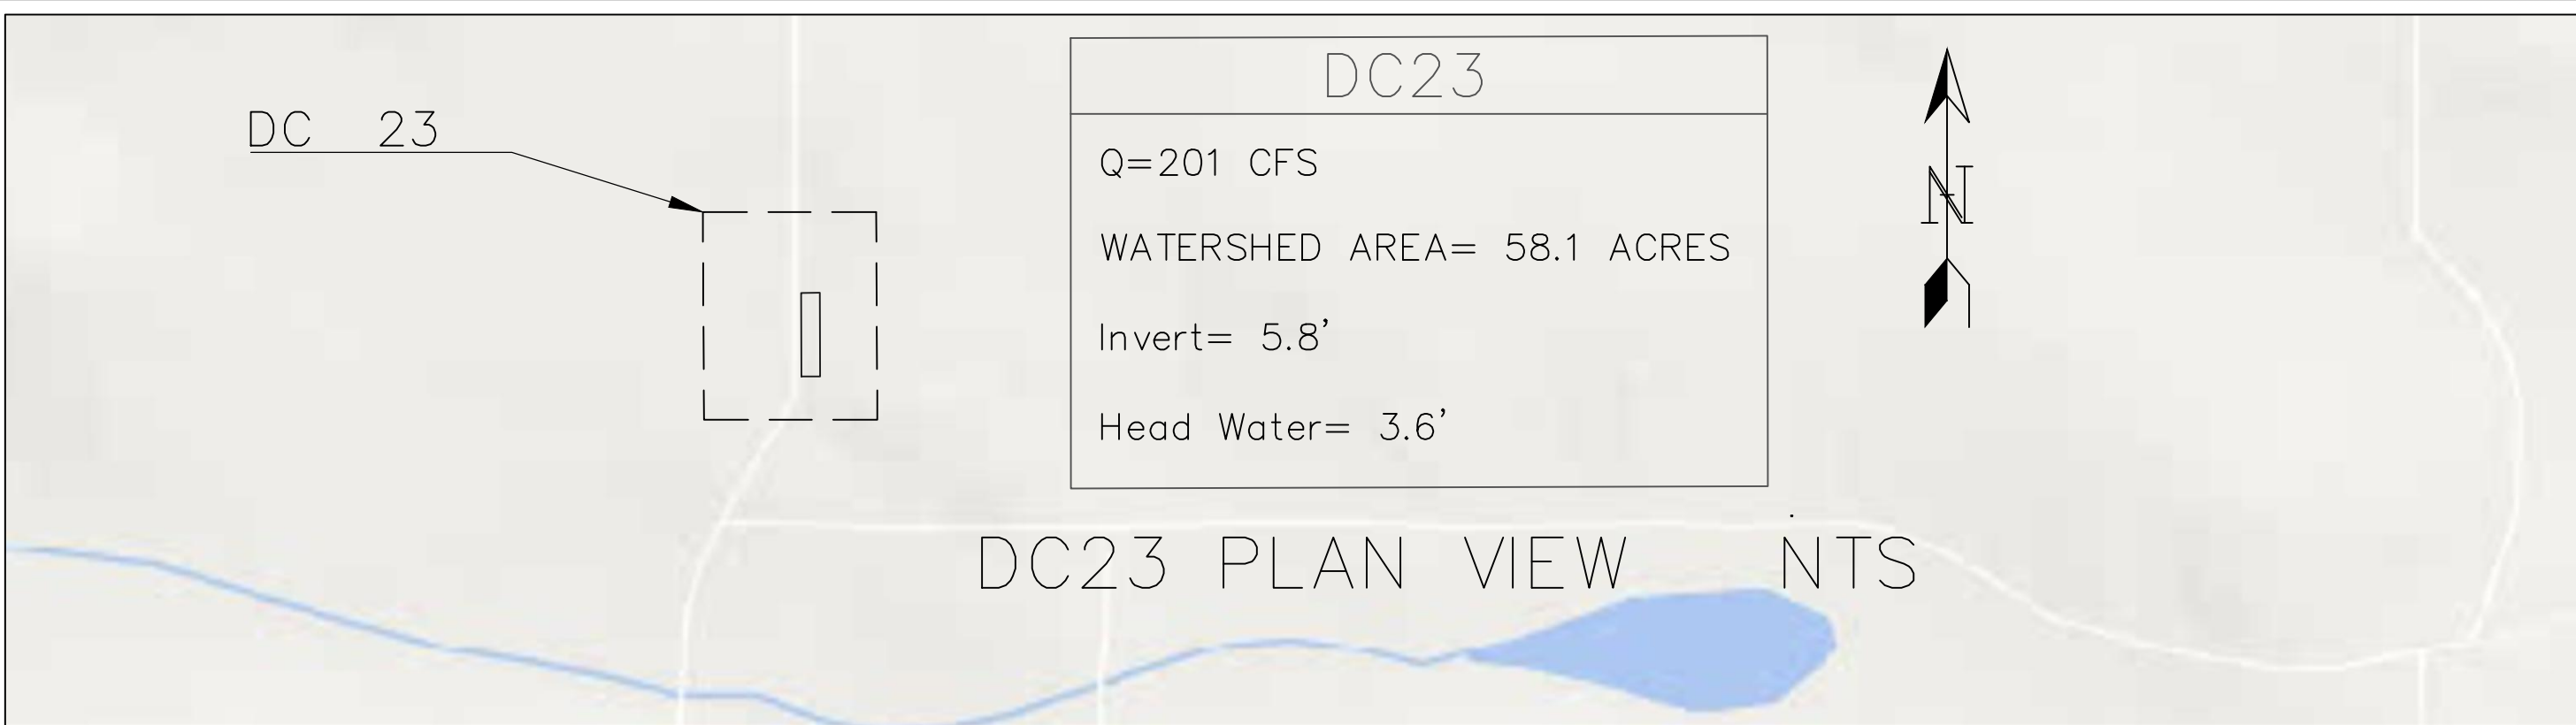 DC 23
DC23
Q=201 CFS
WATERSHED AREA= 58.1 ACRES
Invert= 5.8’
Head Water= 3.6’
N
DC23 PLAN VIEW NTS